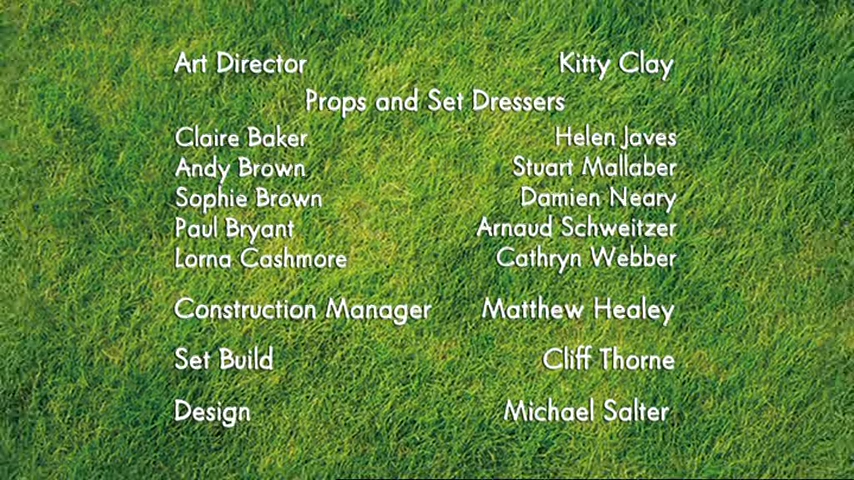 Art Director Kitty Clay
Props and Set Dressers
Claire Baker Helen Javes
Andy Brown Stuart Mallaber
Sophie Brown Damien Neary
Paul Bryant Arnaud Schweitzer
Lorna Cashmore Cathryn Webber
Construction Manager Matthew Healey
Set Build Cliff Thorne
Design Michael Salter